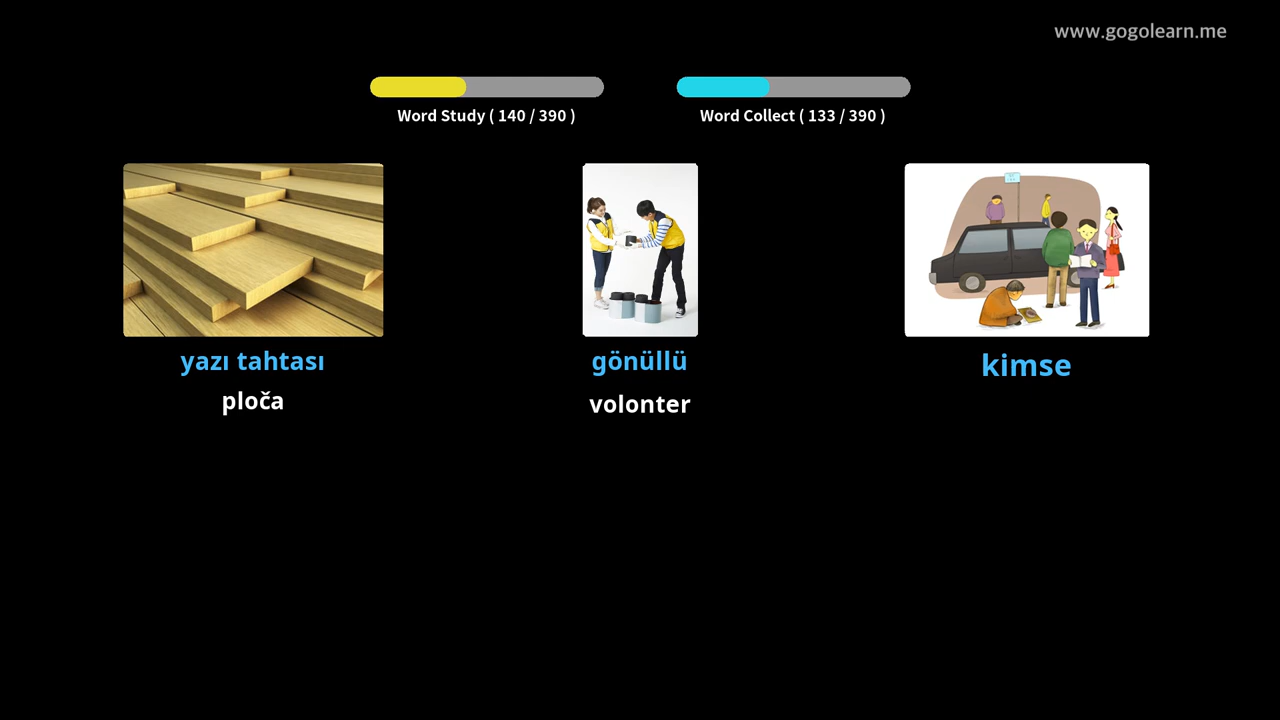 www.gogolearn.me
Word Study ( 140 / 390 )
Word Collect ( 133 / 390 )
yazı tahtası
ploča
gönüllü
volonter
kimse